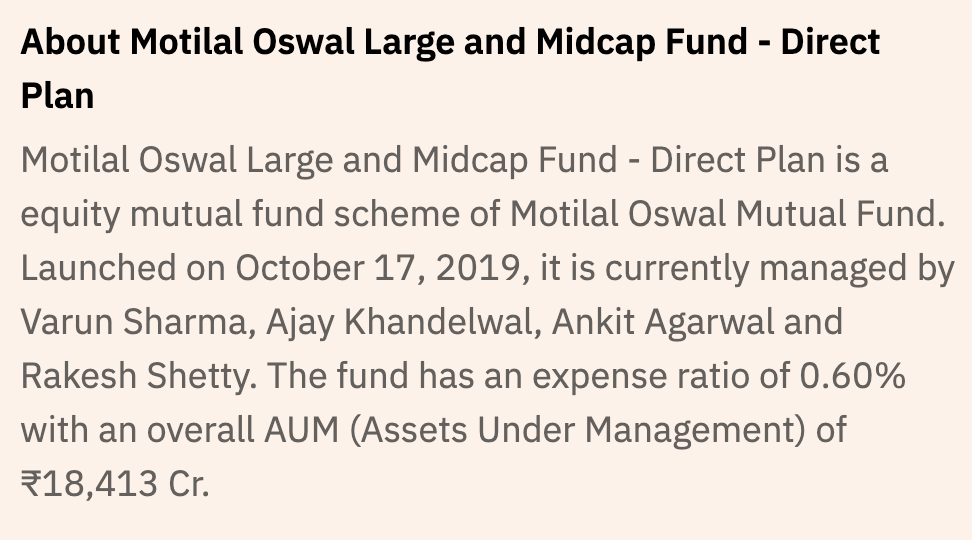 About Motilal Oswal Large and Midcap Fund - Direct
Plan
Motilal Oswal Large and Midcap Fund - Direct Plan is a
equity mutual fund scheme of Motilal Oswal Mutual Fund.
Launched on October 17, 2019, it is currently managed by
Varun Sharma, Ajay Khandelwal, Ankit Agarwal and
Rakesh Shetty. The fund has an expense ratio of 0.60%
with an overall AUM (Assets Under Management) of
₹18,413 Cr.